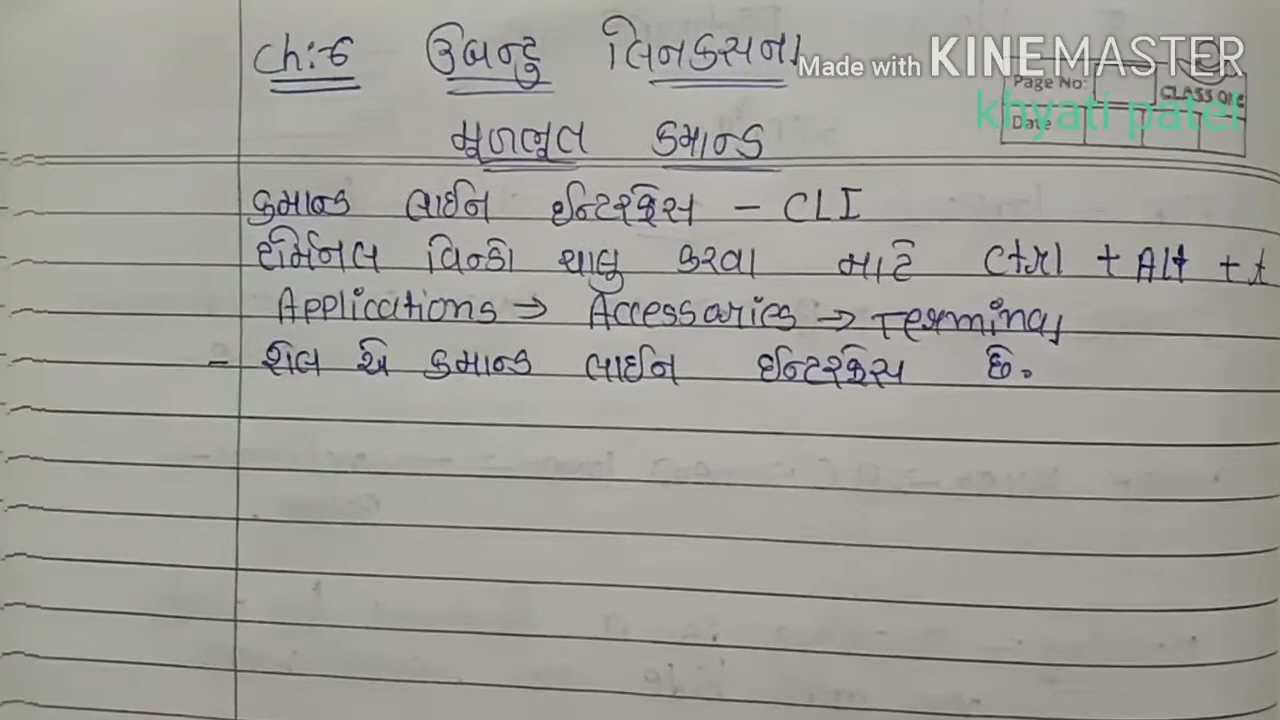 Ch:-6 ઉબન્ટુ લિનક્સના
Made with KINEMASTER
Page No:
CLASS
khyati patel
Date
મૂળભૂત કમાન્ડ
કમાન્ડ લાઈન ઈન્ટરફેસ - CLI
ટર્મિનલ વિન્ડો ચાલુ કરવા માટે Ctrl + Alt + t
Applications → Accessaries → Terminal
- શેલ એ કમાન્ડ લાઈન ઈન્ટરફેસ છે.